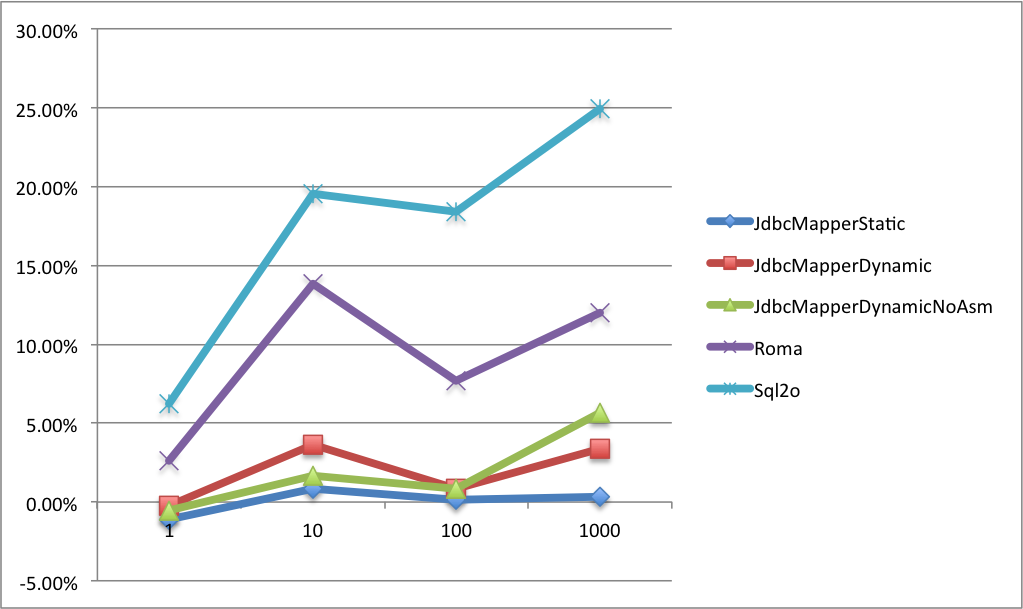 30.00%
25.00%
20.00%
15.00%
10.00%
5.00%
0.00%
-5.00%
1 10 100 1000
JdbcMapperStatic
JdbcMapperDynamic
JdbcMapperDynamicNoAsm
Roma
Sql2o